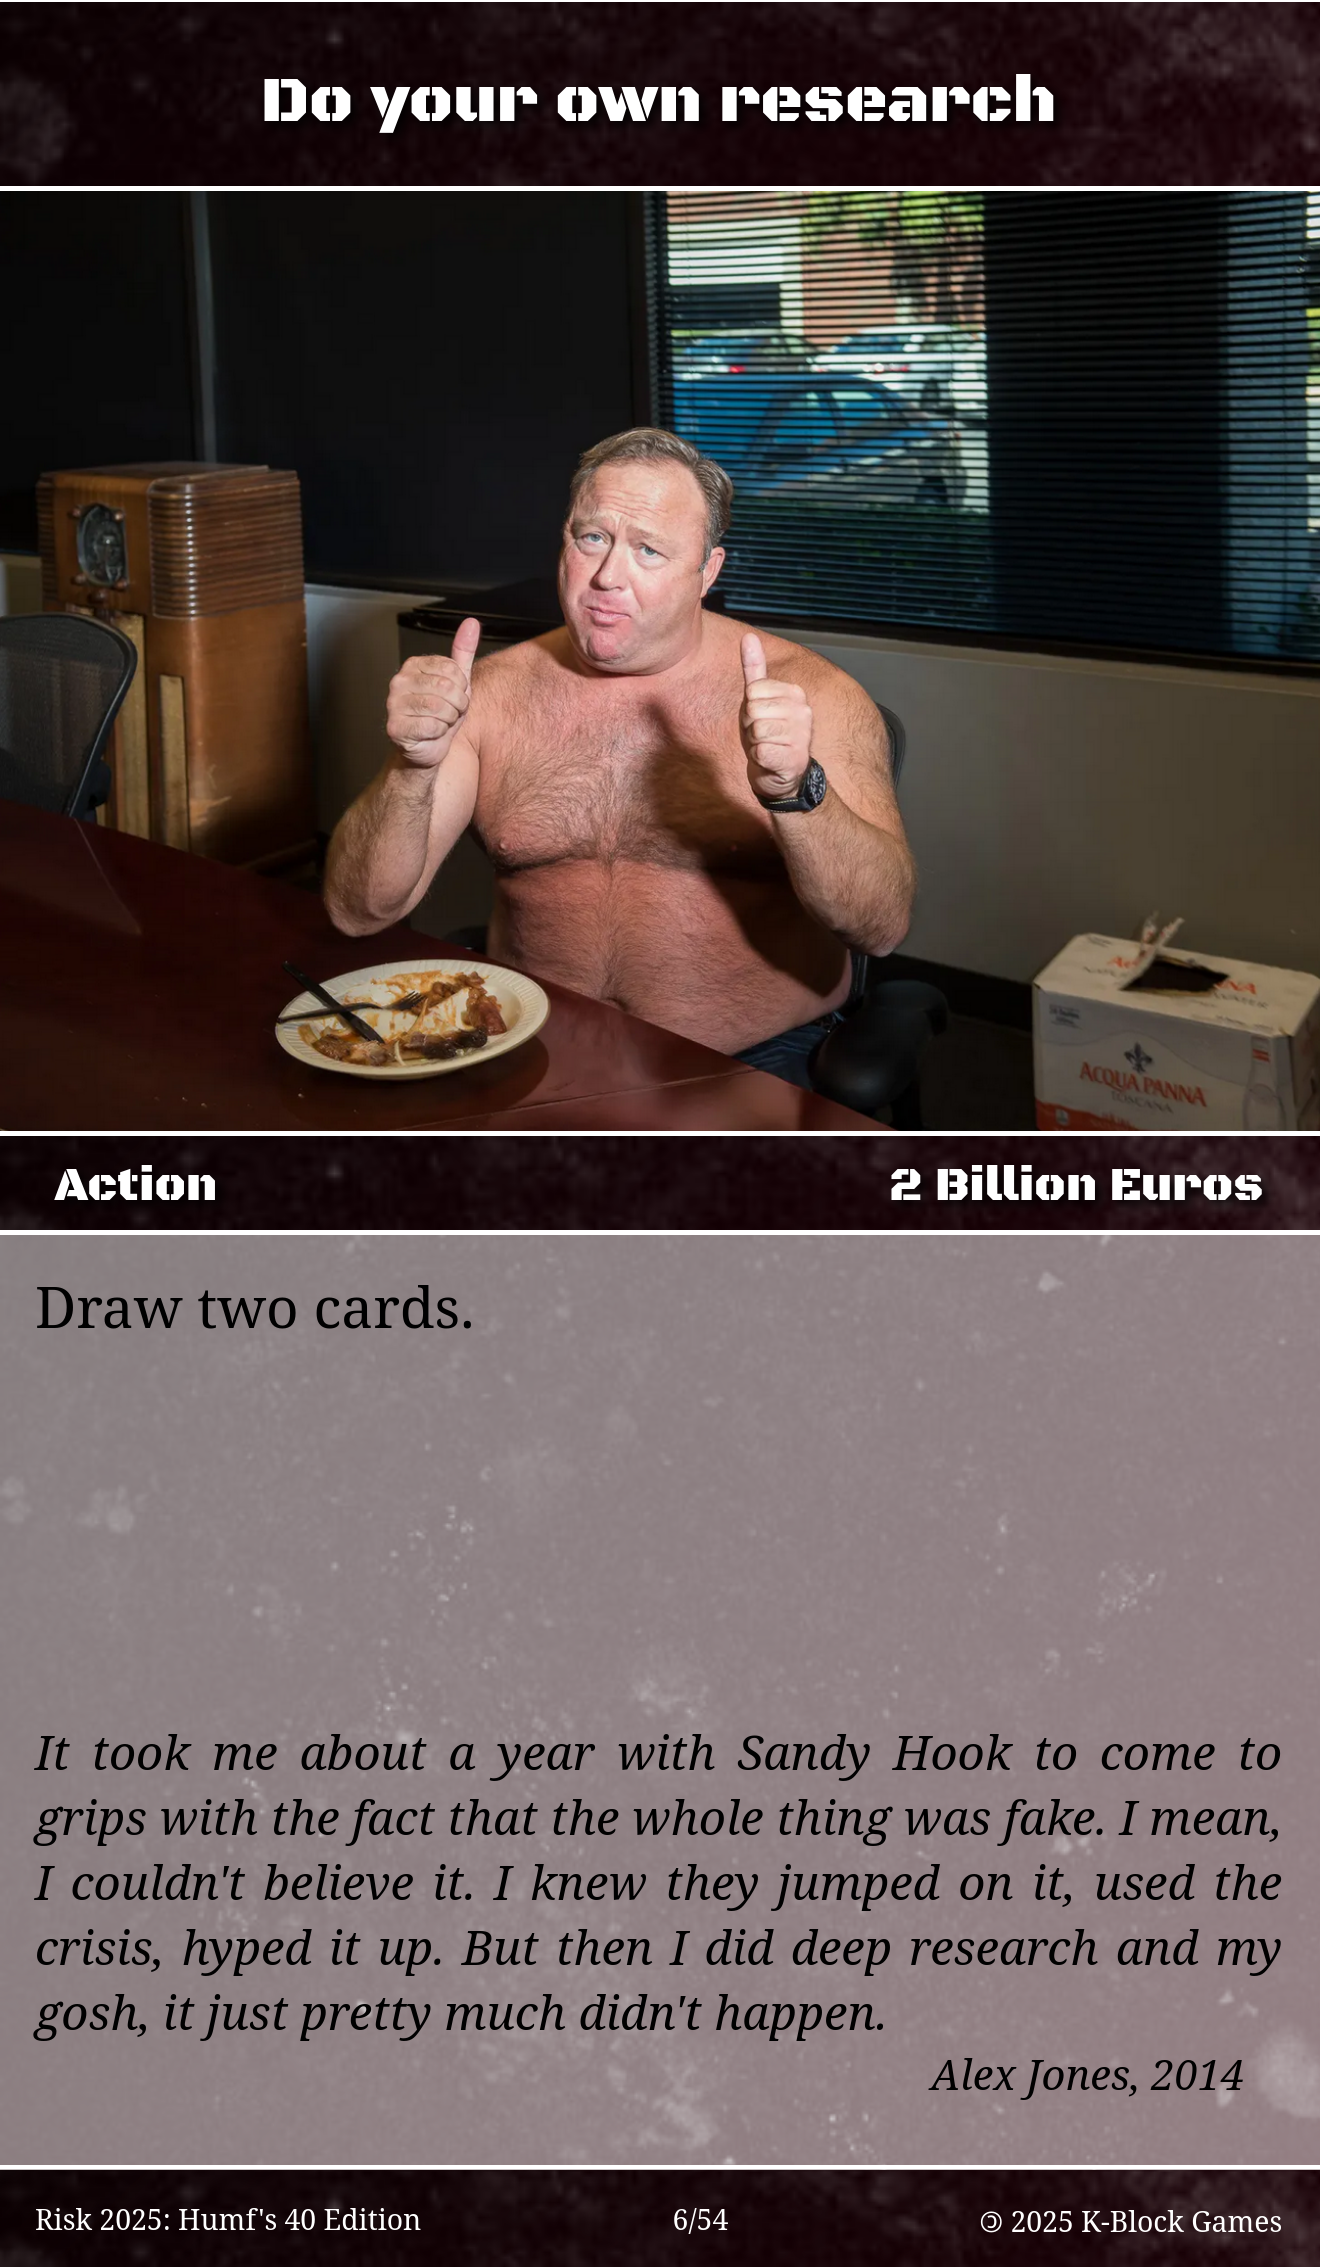 Do your own research
ACQUA PANNA
TOSCANA
Action
2 Billion Euros
Draw two cards.
It took me about a year with Sandy Hook to come to
grips with the fact that the whole thing was fake. I mean,
I couldn't believe it. I knew they jumped on it, used the
crisis, hyped it up. But then I did deep research and my
gosh, it just pretty much didn't happen.
Alex Jones, 2014
Risk 2025: Humf's 40 Edition
6/54
🄯 2025 K-Block Games